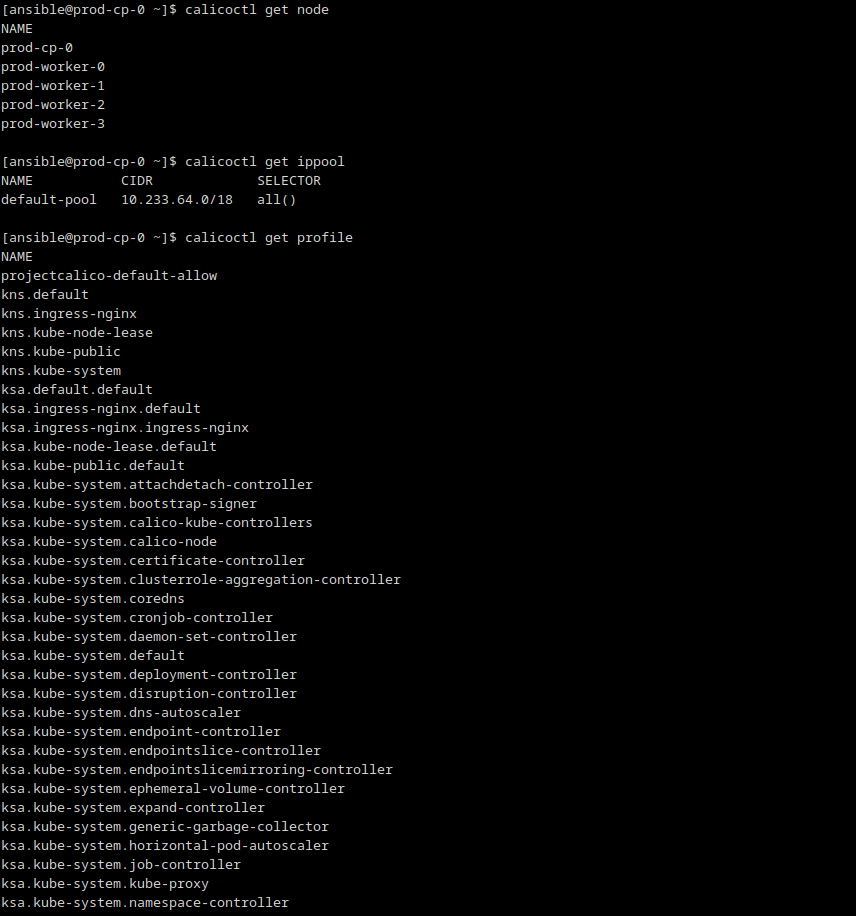 [ansible@prod-cp-0 ~]$ calicoctl get node
NAME
prod-cp-0
prod-worker-0
prod-worker-1
prod-worker-2
prod-worker-3
[ansible@prod-cp-0 ~]$ calicoctl get ippool
NAME           CIDR             SELECTOR
default-pool   10.233.64.0/18   all()
[ansible@prod-cp-0 ~]$ calicoctl get profile
NAME
projectcalico-default-allow
kns.default
kns.ingress-nginx
kns.kube-node-lease
kns.kube-public
kns.kube-system
ksa.default.default
ksa.ingress-nginx.default
ksa.ingress-nginx.ingress-nginx
ksa.kube-node-lease.default
ksa.kube-public.default
ksa.kube-system.attachdetach-controller
ksa.kube-system.bootstrap-signer
ksa.kube-system.calico-kube-controllers
ksa.kube-system.calico-node
ksa.kube-system.certificate-controller
ksa.kube-system.clusterrole-aggregation-controller
ksa.kube-system.coredns
ksa.kube-system.cronjob-controller
ksa.kube-system.daemon-set-controller
ksa.kube-system.default
ksa.kube-system.deployment-controller
ksa.kube-system.disruption-controller
ksa.kube-system.dns-autoscaler
ksa.kube-system.endpoint-controller
ksa.kube-system.endpointslice-controller
ksa.kube-system.endpointslicemirroring-controller
ksa.kube-system.ephemeral-volume-controller
ksa.kube-system.expand-controller
ksa.kube-system.generic-garbage-collector
ksa.kube-system.horizontal-pod-autoscaler
ksa.kube-system.job-controller
ksa.kube-system.kube-proxy
ksa.kube-system.namespace-controller